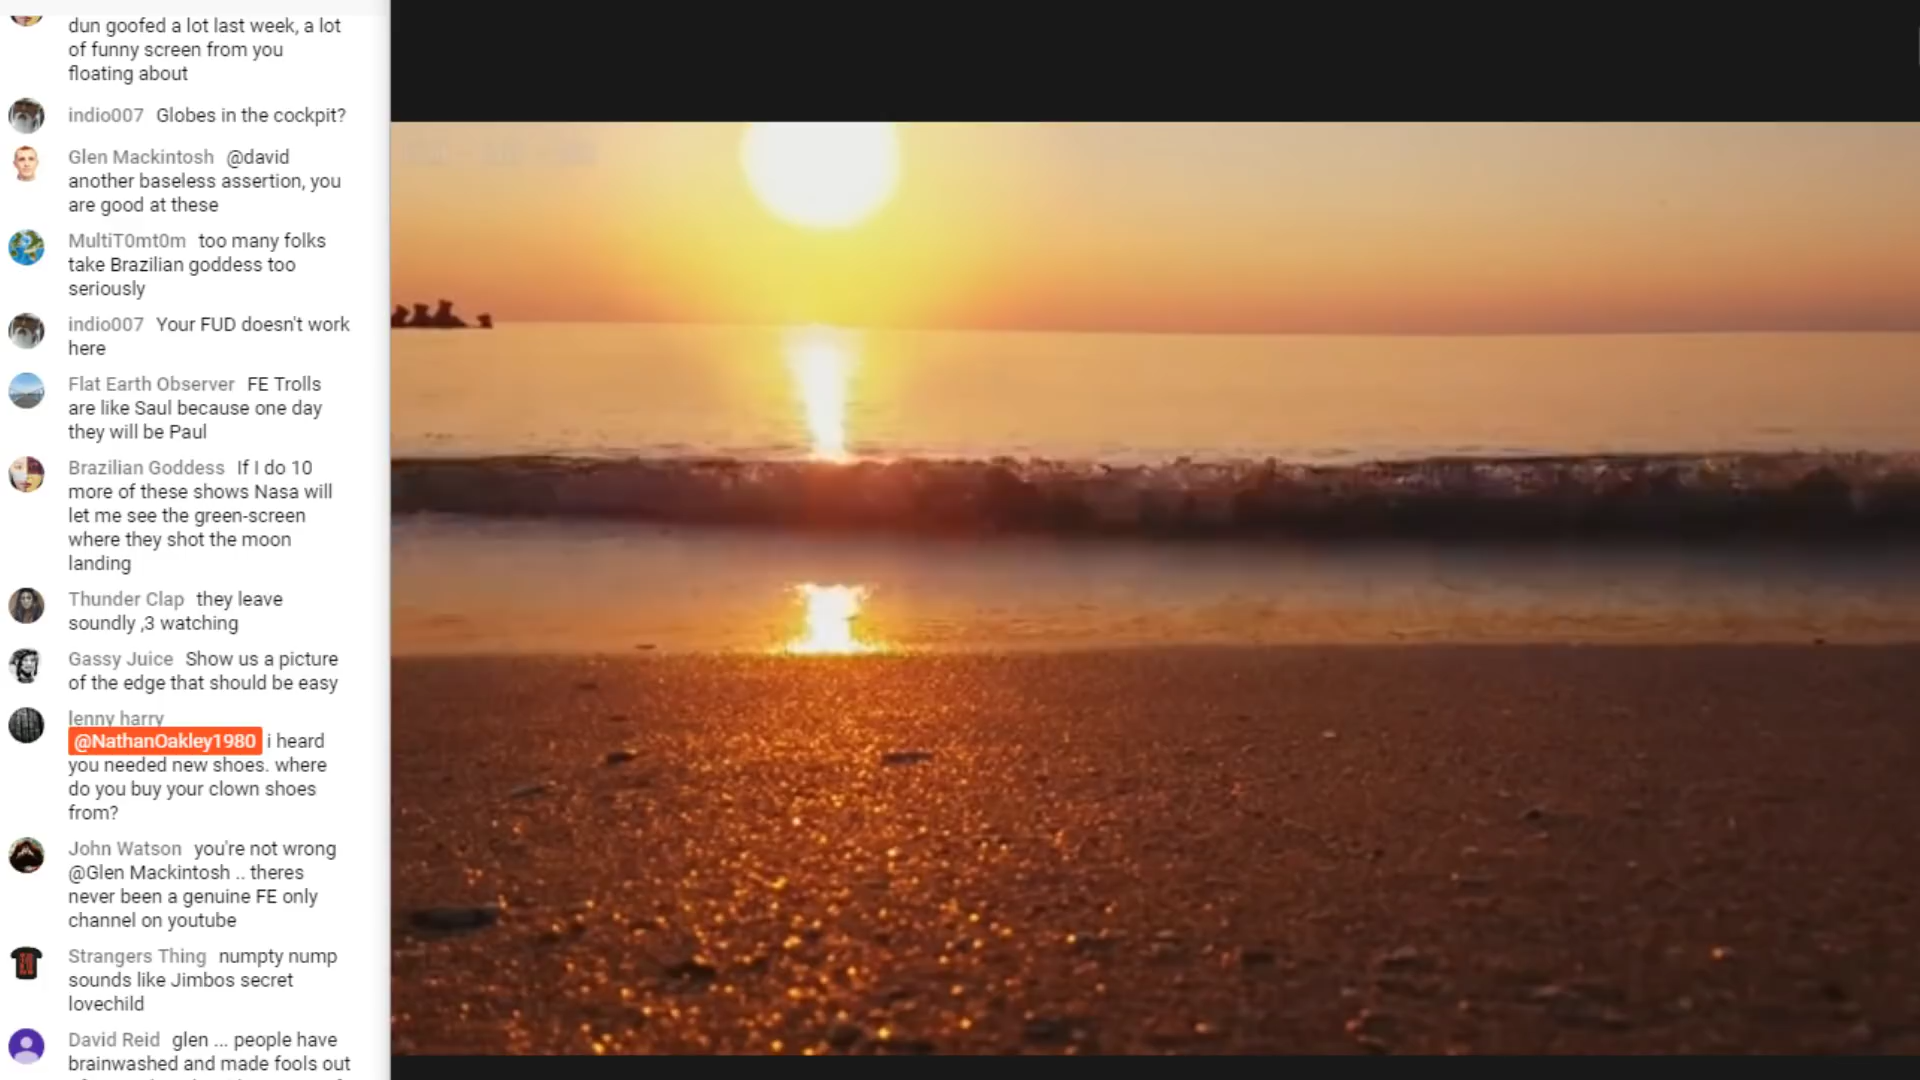 dun goofed a lot last week, a lot
of funny screen from you
floating about
indio007 Globes in the cockpit?
Glen Mackintosh @david
another baseless assertion, you
are good at these
MultiT0mt0m too many folks
take Brazilian goddess too
seriously
indio007 Your FUD doesn't work
here
Flat Earth Observer FE Trolls
are like Saul because one day
they will be Paul
Brazilian Goddess If I do 10
more of these shows Nasa will
let me see the green-screen
where they shot the moon
landing
Thunder Clap they leave
soundly ,3 watching
Gassy Juice Show us a picture
of the edge that should be easy
lenny harry
@NathanOakley1980 i heard
you needed new shoes. where
do you buy your clown shoes
from?
John Watson you're not wrong
@Glen Mackintosh .. theres
never been a genuine FE only
channel on youtube
Strangers Thing numpty nump
sounds like Jimbos secret
lovechild
David Reid glen ... people have
brainwashed and made fools out